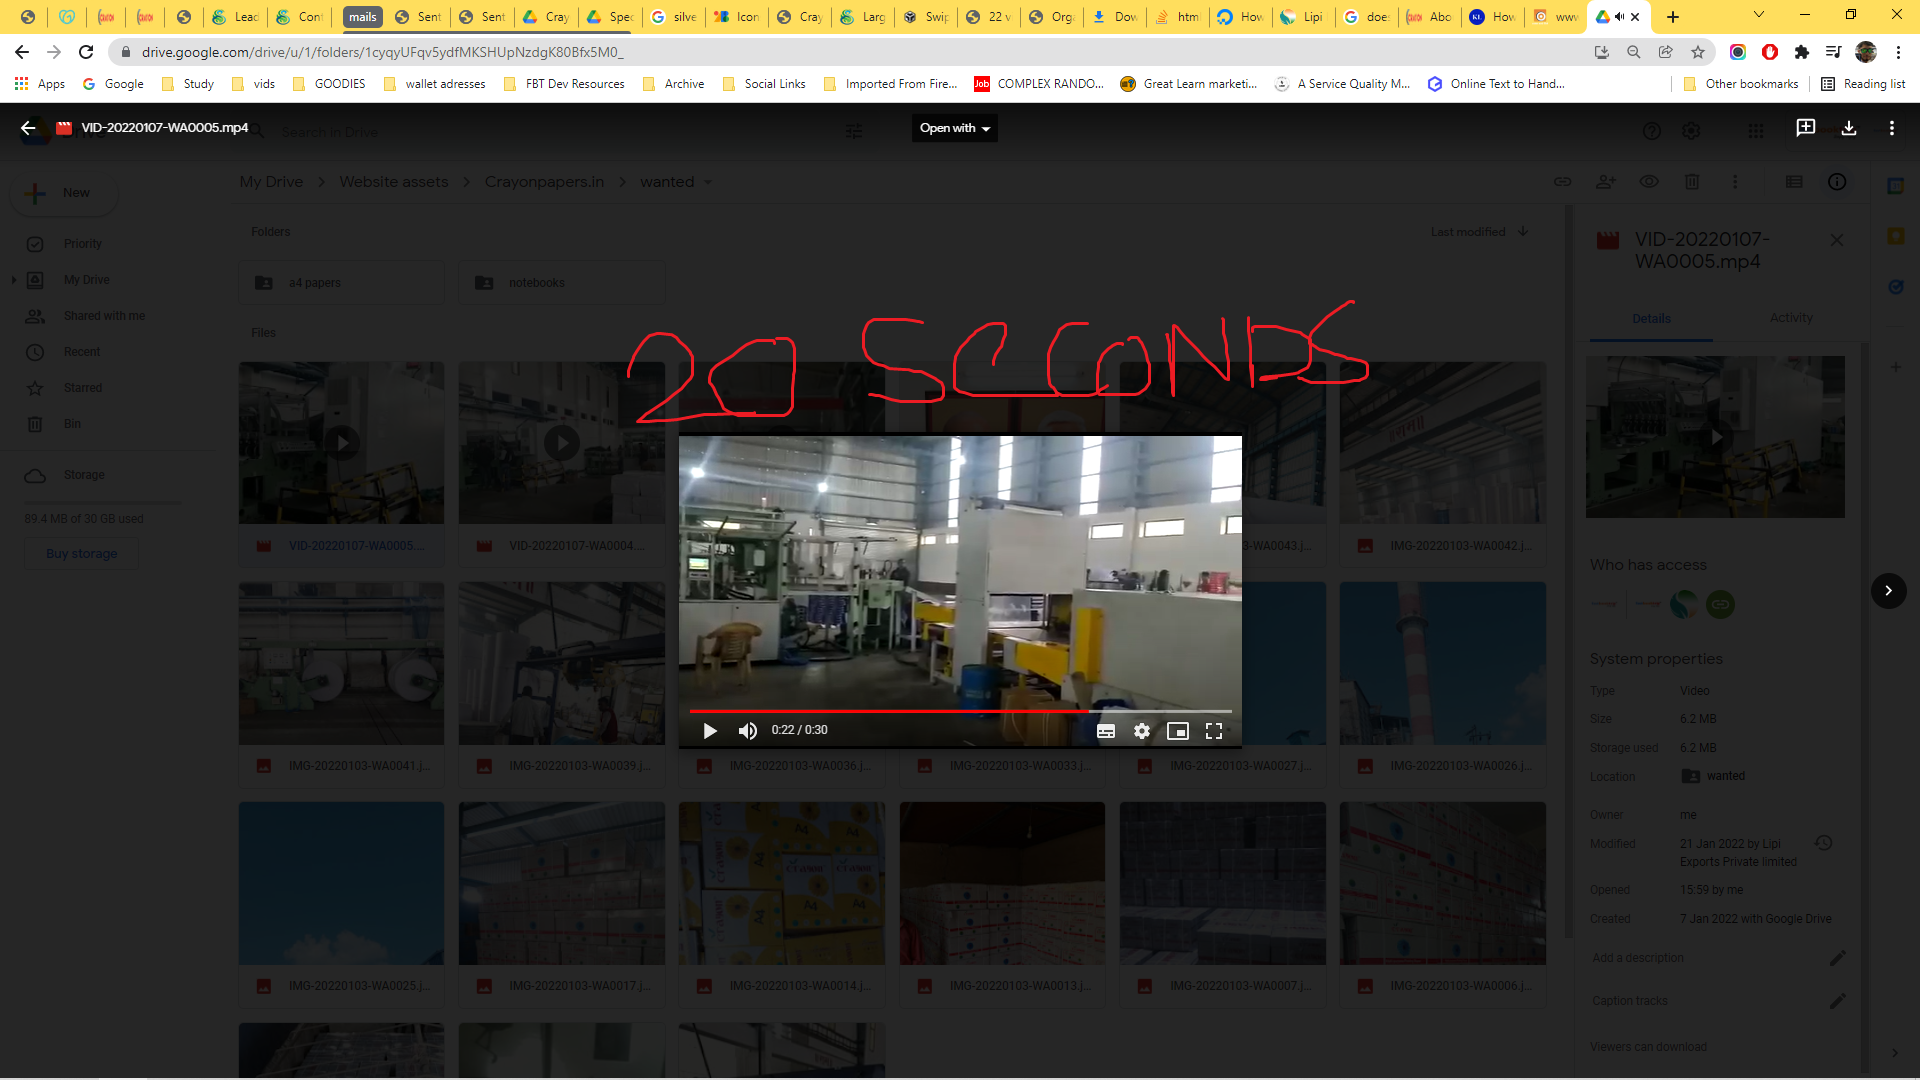 Lead
Cont
mails
Sent
Sent
Cray
Spec
silve
Icon
Cray
Larg
Swip
22 v
Orga
Dow
html
How
Lipi
does
Abo
How
www
drive.google.com/drive/u/1/folders/1cyqyUFqv5ydfMKSHUpNzdgK80Bfx5M0_
Apps Google Study vids GOODIES wallet adresses FBT Dev Resources Archive Social Links Imported From Fire... Job COMPLEX RANDO... Great Learn marketi... A Service Quality M... Online Text to Hand... Other bookmarks Reading list
VID-20220107-WA0005.mp4 Search in Drive Open with
New
My Drive > Website assets > Crayonpapers.in > wanted
Priority
My Drive
Shared with me
Recent
Starred
Bin
Storage
89.4 MB of 30 GB used
Buy storage
Folders Last modified
a4 papers notebooks
Files
20 SECONDS
VID-20220107-WA0005.... VID-20220107-WA0004.... 3-WA0043.j... IMG-20220103-WA0042.j...
0:22 / 0:30
IMG-20220103-WA0041.j... IMG-20220103-WA0039.j... IMG-20220103-WA0036.j... IMG-20220103-WA0033.j... IMG-20220103-WA0027.j... IMG-20220103-WA0026.j...
A4
IMG-20220103-WA0025.j... IMG-20220103-WA0017.j... IMG-20220103-WA0014.j... IMG-20220103-WA0013.j... IMG-20220103-WA0007.j... IMG-20220103-WA0006.j...
VID-20220107-
WA0005.mp4
Details Activity
Who has access
System properties
Type Video
Size 6.2 MB
Storage used 6.2 MB
Location wanted
Owner me
Modified 21 Jan 2022 by Lipi
Exports Private limited
Opened 15:59 by me
Created 7 Jan 2022 with Google Drive
Add a description
Caption tracks
Viewers can download